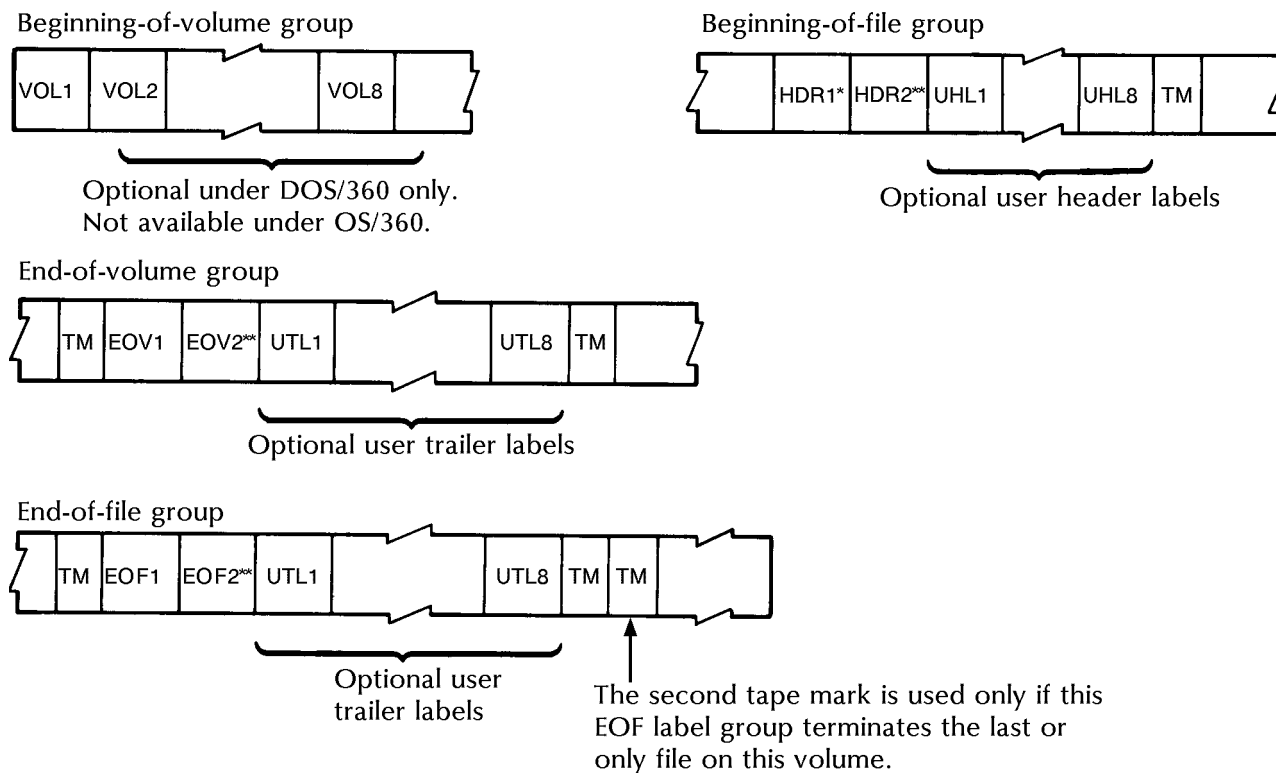 Beginning-of-volume group
VOL1 VOL2 VOL8
Optional under DOS/360 only.
Not available under OS/360.
Beginning-of-file group
HDR1* HDR2** UHL1 UHL8 TM
Optional user header labels
End-of-volume group
TM EOV1 EOV2** UTL1 UTL8 TM
Optional user trailer labels
End-of-file group
TM EOF1 EOF2** UTL1 UTL8 TM TM
Optional user
trailer labels
The second tape mark is used only if this
EOF label group terminates the last or
only file on this volume.